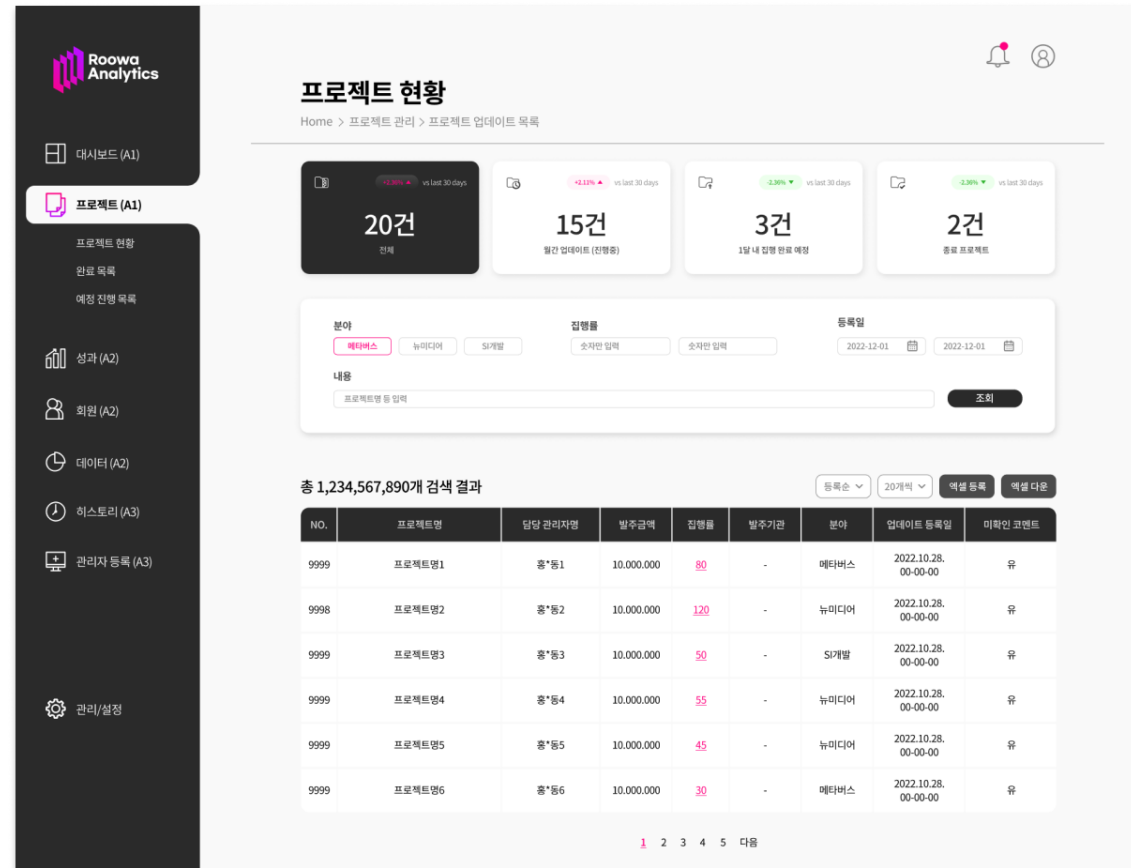 Roowa
Analytics
대시보드 (A1)
프로젝트 (A1)
프로젝트 현황
완료 목록
예정 진행 목록
성과 (A2)
회원 (A2)
데이터 (A2)
히스토리 (A3)
관리자 등록 (A3)
관리/설정
프로젝트 현황
Home > 프로젝트 관리 > 프로젝트 업데이트 목록
vs last 30 days
20건
전체
+2.11% ▲ vs last 30 days
15건
월간 업데이트 (진행중)
-2.36% ▼ vs last 30 days
3건
1달 내 집행 완료 예정
-2.36% ▼ vs last 30 days
2건
종료 프로젝트
분야 집행률 등록일
메타버스 뉴미디어 SI개발 숫자만 입력 숫자만 입력 2022-12-01 2022-12-01
내용
프로젝트명 등 입력 조회
총 1,234,567,890개 검색 결과 등록순 20개씩 엑셀 등록 엑셀 다운
NO. 프로젝트명 담당 관리자명 발주금액 집행률 발주기관 분야 업데이트 등록일 미확인 코멘트
9999 프로젝트명1 홍*동1 10.000.000 80 - 메타버스 2022.10.28. 00-00-00 유
9998 프로젝트명2 홍*동2 10.000.000 120 - 뉴미디어 2022.10.28. 00-00-00 유
9999 프로젝트명3 홍*동3 10.000.000 50 - SI개발 2022.10.28. 00-00-00 유
9999 프로젝트명4 홍*동4 10.000.000 55 - 뉴미디어 2022.10.28. 00-00-00 유
9999 프로젝트명5 홍*동5 10.000.000 45 - 뉴미디어 2022.10.28. 00-00-00 유
9999 프로젝트명6 홍*동6 10.000.000 30 - 메타버스 2022.10.28. 00-00-00 유
1 2 3 4 5 다음